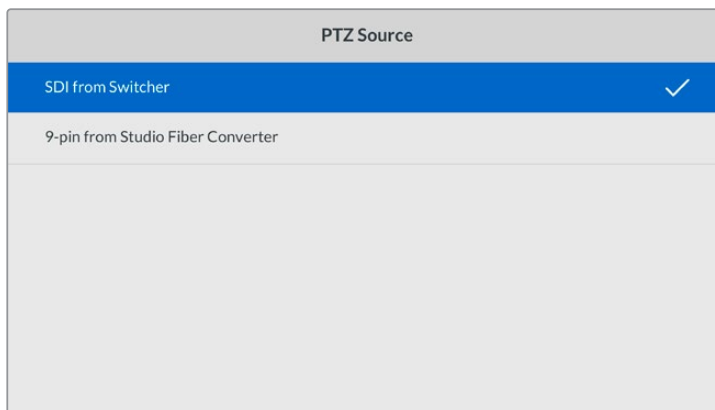 PTZ Source
SDI from Switcher
9-pin from Studio Fiber Converter